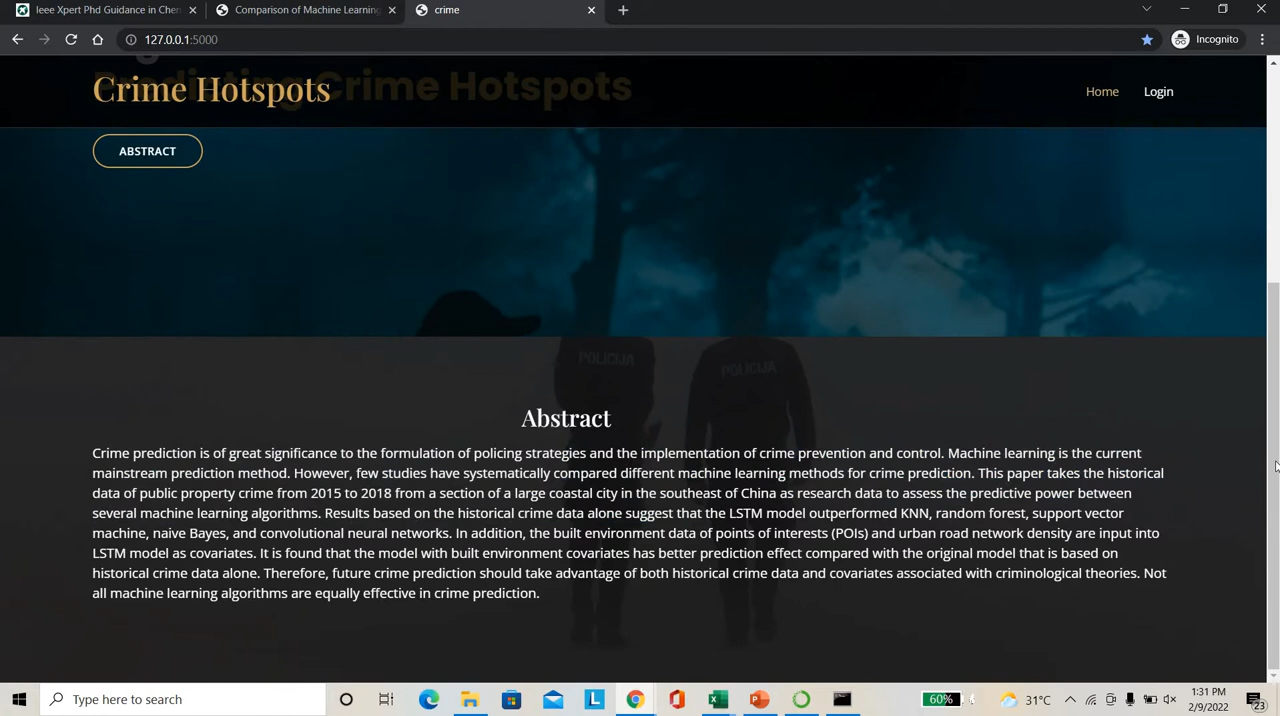 Ieee Xpert Phd Guidance in Chen
Comparison of Machine Learning
crime
127.0.0.1:5000
Incognito
Predicting Crime Hotspots
Crime Hotspots
Home
Login
ABSTRACT
POLICIJA
POLICIJA
Abstract
Crime prediction is of great significance to the formulation of policing strategies and the implementation of crime prevention and control. Machine learning is the current
mainstream prediction method. However, few studies have systematically compared different machine learning methods for crime prediction. This paper takes the historical
data of public property crime from 2015 to 2018 from a section of a large coastal city in the southeast of China as research data to assess the predictive power between
several machine learning algorithms. Results based on the historical crime data alone suggest that the LSTM model outperformed KNN, random forest, support vector
machine, naive Bayes, and convolutional neural networks. In addition, the built environment data of points of interests (POIs) and urban road network density are input into
LSTM model as covariates. It is found that the model with built environment covariates has better prediction effect compared with the original model that is based on
historical crime data alone. Therefore, future crime prediction should take advantage of both historical crime data and covariates associated with criminological theories. Not
all machine learning algorithms are equally effective in crime prediction.
Type here to search
L
60%
31°C
1:31 PM
2/9/2022
23